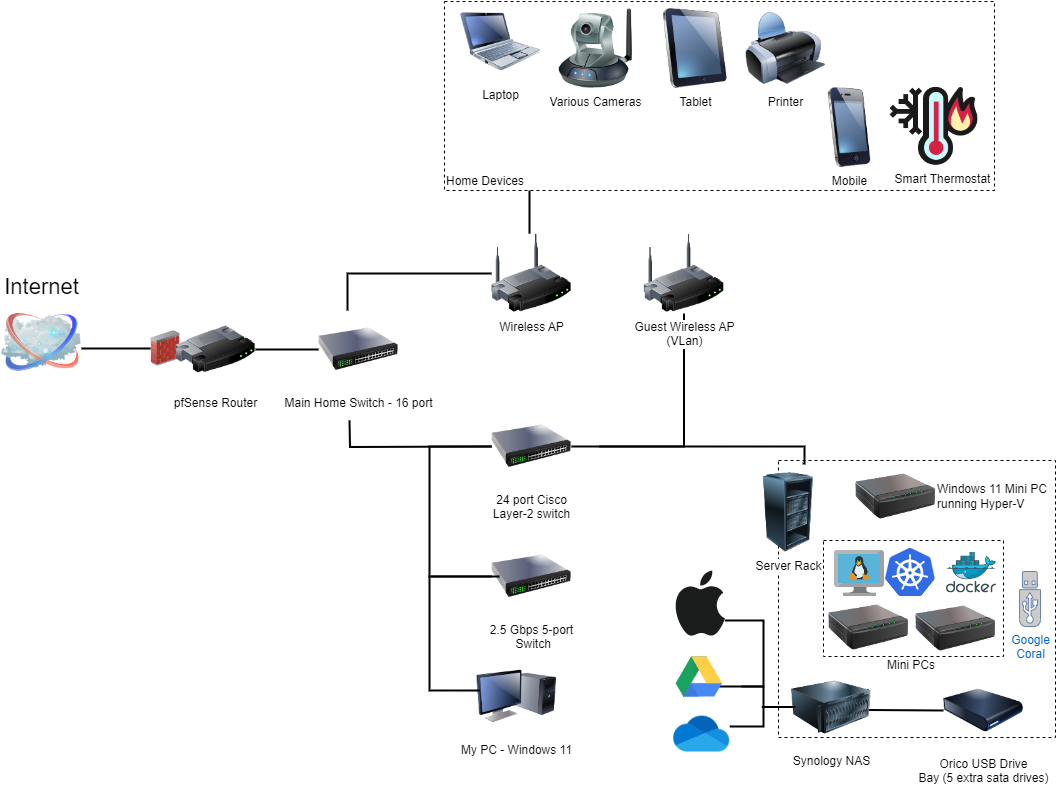 Laptop
Various Cameras
Tablet
Printer
Mobile
Smart Thermostat
Home Devices
Internet
Wireless AP
Guest Wireless AP
(VLan)
pfSense Router
Main Home Switch - 16 port
24 port Cisco
Layer-2 switch
Windows 11 Mini PC
running Hyper-V
Server Rack
docker
2.5 Gbps 5-port
Switch
Google
Coral
Mini PCs
My PC - Windows 11
Synology NAS
Orico USB Drive
Bay (5 extra sata drives)